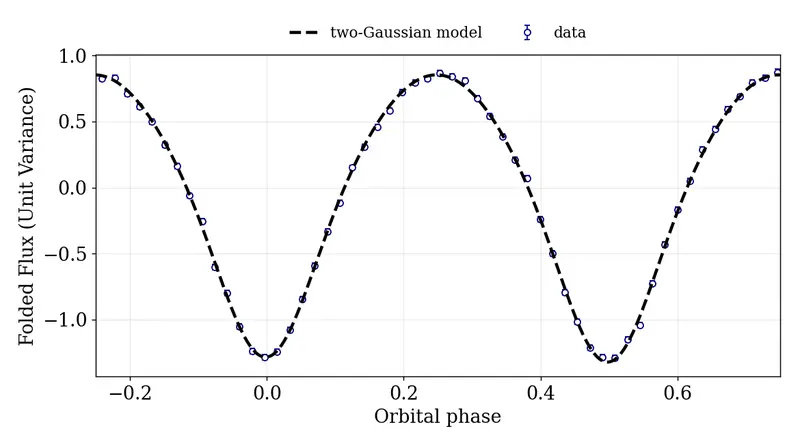 two-Gaussian model
data
Folded Flux (Unit Variance)
1.0
0.5
0.0
−0.5
−1.0
−0.2
0.0
0.2
0.4
0.6
Orbital phase